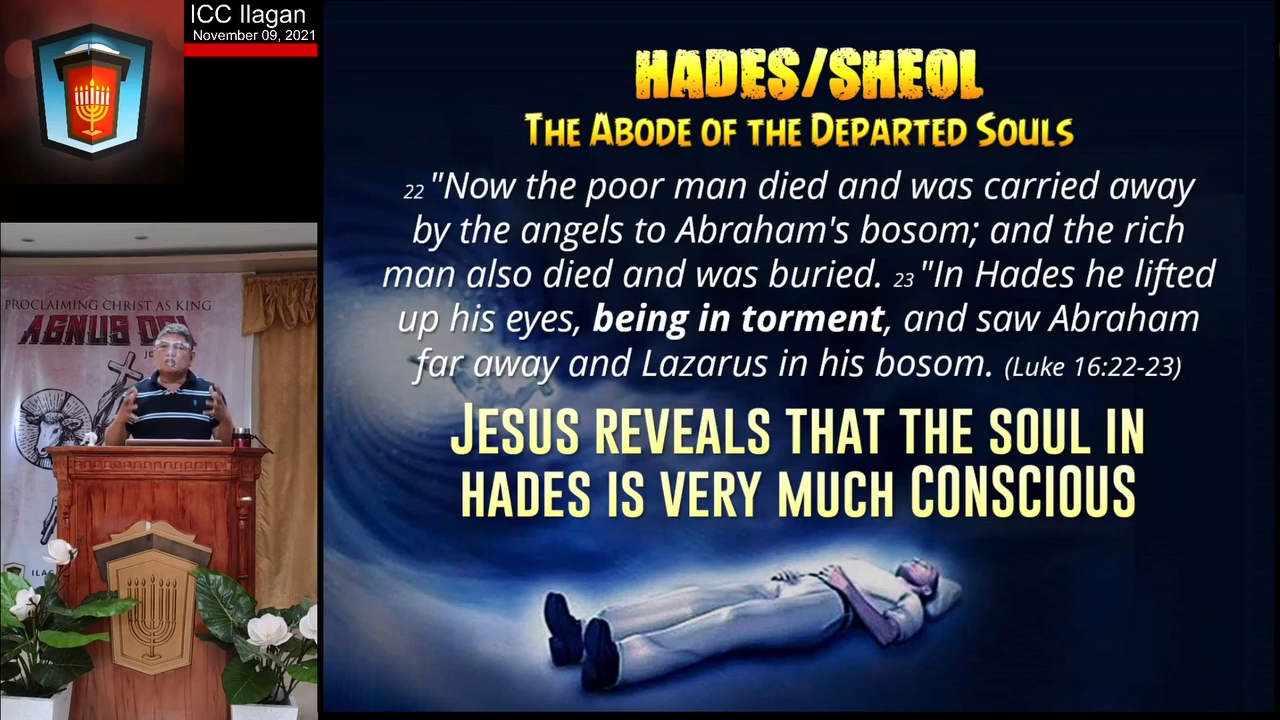 ICC Ilagan
November 09, 2021
HADES/SHEOL
THE ABODE OF THE DEPARTED SOULS
22 "Now the poor man died and was carried away
by the angels to Abraham's bosom; and the rich
man also died and was buried. 23 "In Hades he lifted
up his eyes, being in torment, and saw Abraham
far away and Lazarus in his bosom. (Luke 16:22-23)
JESUS REVEALS THAT THE SOUL IN
HADES IS VERY MUCH CONSCIOUS
PROCLAIMING CHRIST AS KING
AGNUS DEI